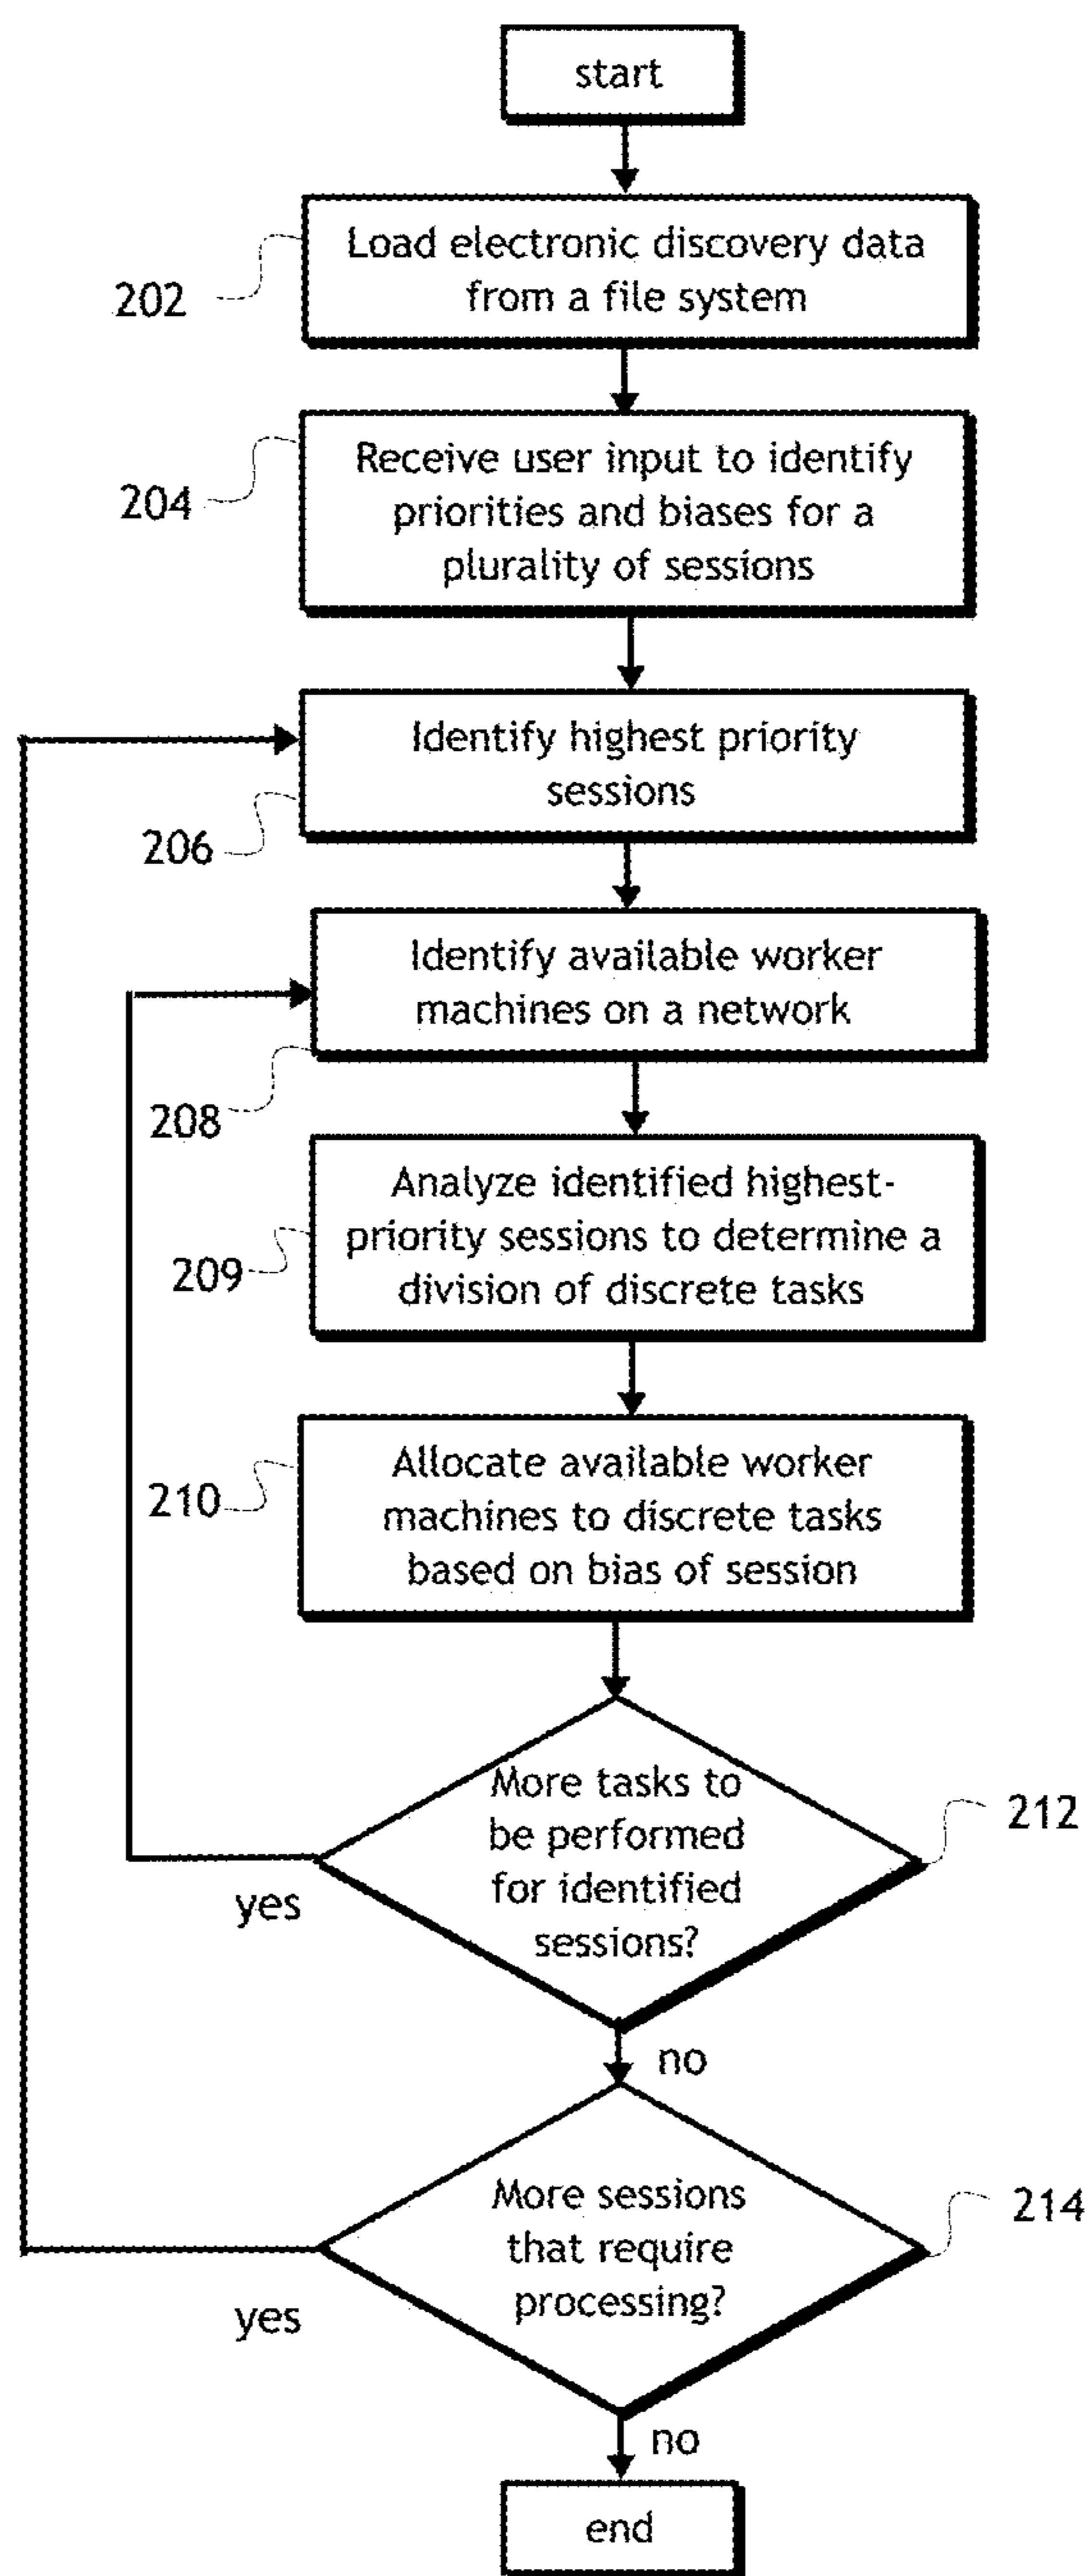 start
Load electronic discovery data
from a file system
202
Receive user input to identify
priorities and biases for a
plurality of sessions
204
Identify highest priority
sessions
206
Identify available worker
machines on a network
208
Analyze identified highest-
priority sessions to determine a
division of discrete tasks
209
Allocate available worker
machines to discrete tasks
based on bias of session
210
More tasks to
be performed
for identified
sessions?
212
yes
no
More sessions
that require
processing?
214
yes
no
end